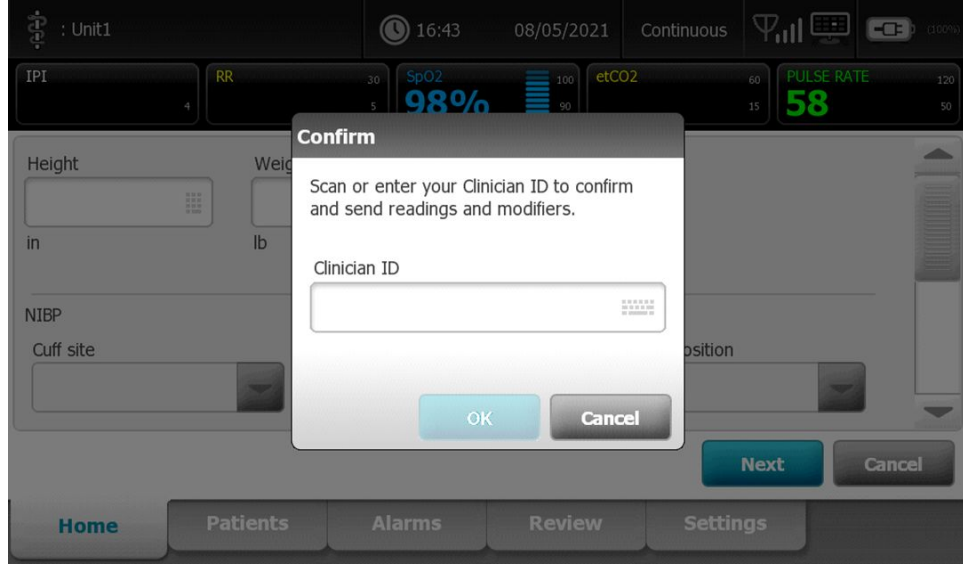 : Unit1
16:43
08/05/2021
Continuous
(100%)
IPI
4
RR
30
5
SpO2
98%
100
90
etCO2
60
15
PULSE RATE
58
120
50
Confirm
Scan or enter your Clinician ID to confirm
and send readings and modifiers.
Clinician ID
OK
Cancel
Height
in
lb
NIBP
Cuff site
Next
Cancel
Home
Patients
Alarms
Review
Settings